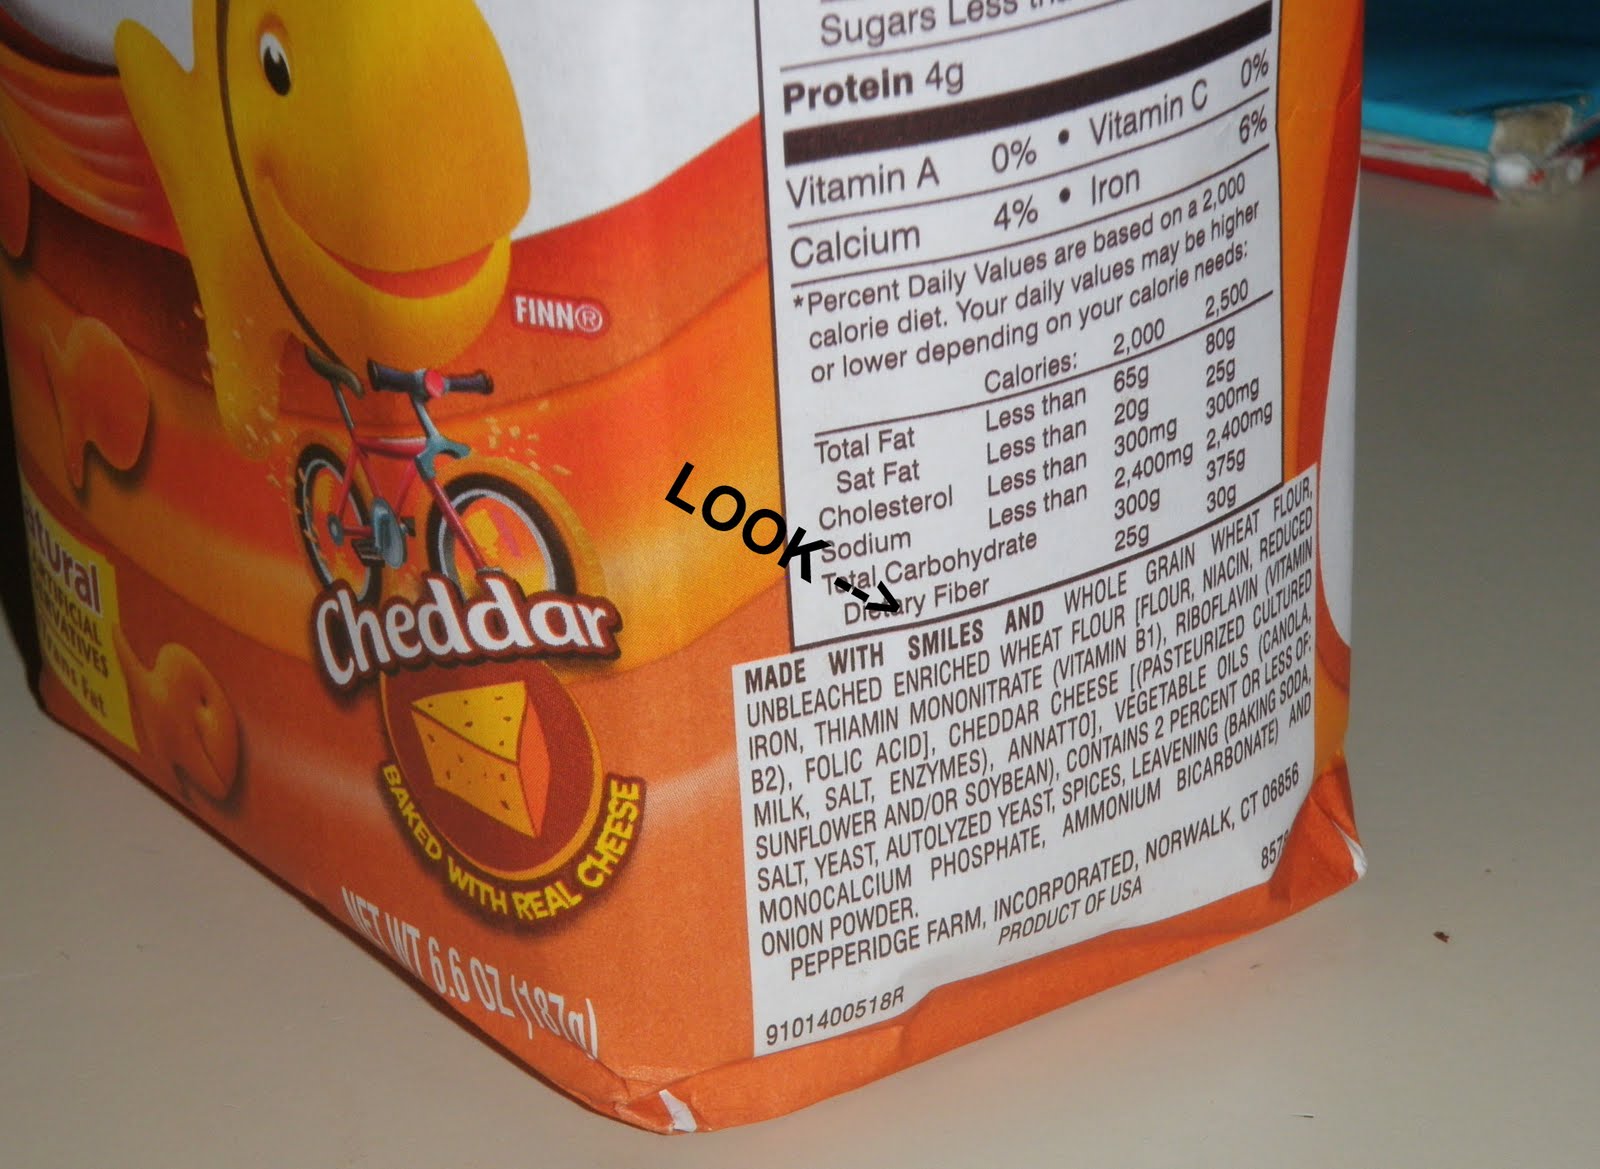 FINN®
Cheddar
BAKED WITH REAL CHEESE
NET WT 6.6 OZ (187g)
Fat
LOOK -->
Sugars Less
Protein 4g
Vitamin A 0% • Vitamin C 0%
Calcium 4% • Iron 6%
*Percent Daily Values are based on a 2,000
calorie diet. Your daily values may be higher
or lower depending on your calorie needs:
Calories: 2,000 2,500
Total Fat Less than 65g 80g
Sat Fat Less than 20g 25g
Cholesterol Less than 300mg 300mg
Sodium Less than 2,400mg 2,400mg
Total Carbohydrate 300g 375g
Dietary Fiber 25g 30g
MADE WITH SMILES AND WHOLE GRAIN WHEAT FLOUR,
UNBLEACHED ENRICHED WHEAT FLOUR [FLOUR, NIACIN, REDUCED
IRON, THIAMIN MONONITRATE (VITAMIN B1), RIBOFLAVIN (VITAMIN
B2), FOLIC ACID], CHEDDAR CHEESE [(PASTEURIZED CULTURED
MILK, SALT, ENZYMES), ANNATTO], VEGETABLE OILS (CANOLA,
SUNFLOWER AND/OR SOYBEAN), CONTAINS 2 PERCENT OR LESS OF:
SALT, YEAST, AUTOLYZED YEAST, SPICES, LEAVENING (BAKING SODA,
MONOCALCIUM PHOSPHATE, AMMONIUM BICARBONATE) AND
ONION POWDER.
PEPPERIDGE FARM, INCORPORATED, NORWALK, CT 06856
PRODUCT OF USA
9101400518R